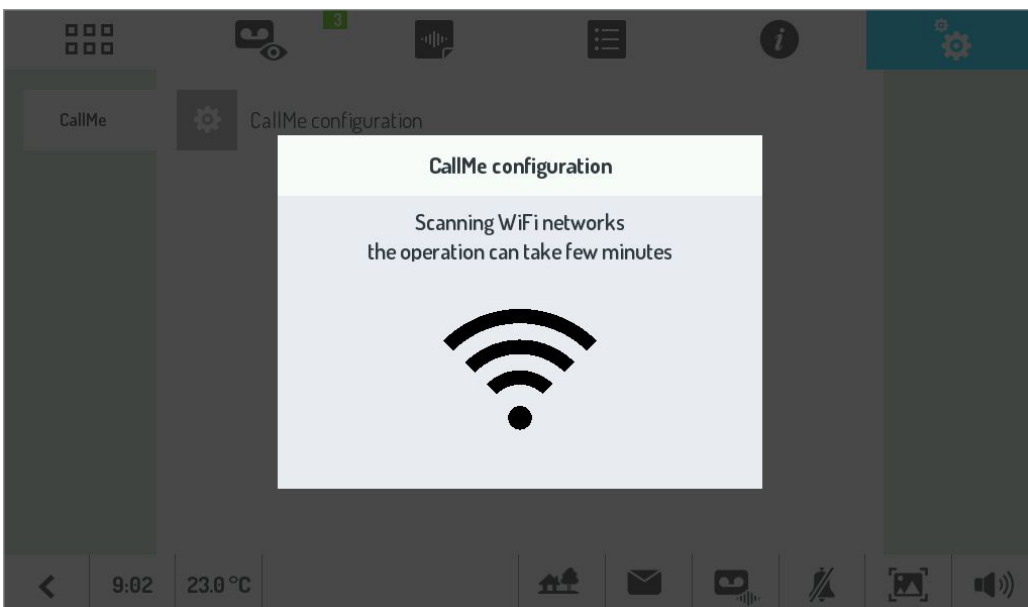 3
CallMe
CallMe configuration
CallMe configuration
Scanning WiFi networks
the operation can take few minutes
9:02
23.0 °C